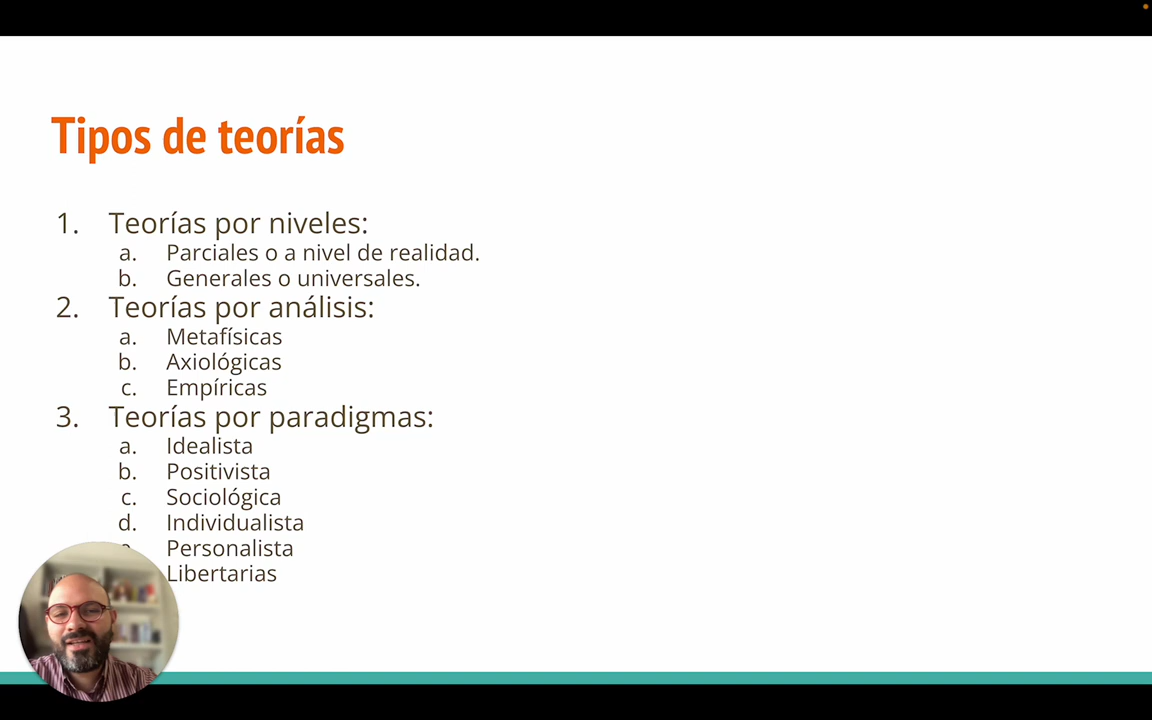 Tipos de teorías
1. Teorías por niveles:
a. Parciales o a nivel de realidad.
b. Generales o universales.
2. Teorías por análisis:
a. Metafísicas
b. Axiológicas
c. Empíricas
3. Teorías por paradigmas:
a. Idealista
b. Positivista
c. Sociológica
d. Individualista
Personalista
Libertarias